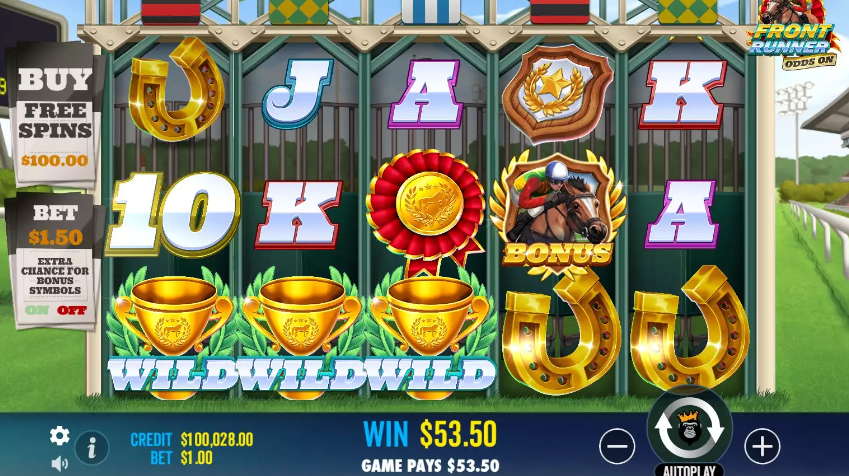 FRONT
RUNNER
ODDS ON
BUY
FREE
SPINS
$100.00
BET
$1.50
EXTRA
CHANCE FOR
BONUS
SYMBOLS
ON OFF
J A K
10 K A
BONUS
WILD WILD WILD
CREDIT $100,028.00
BET $1.00
WIN $53.50
GAME PAYS $53.50
AUTOPLAY